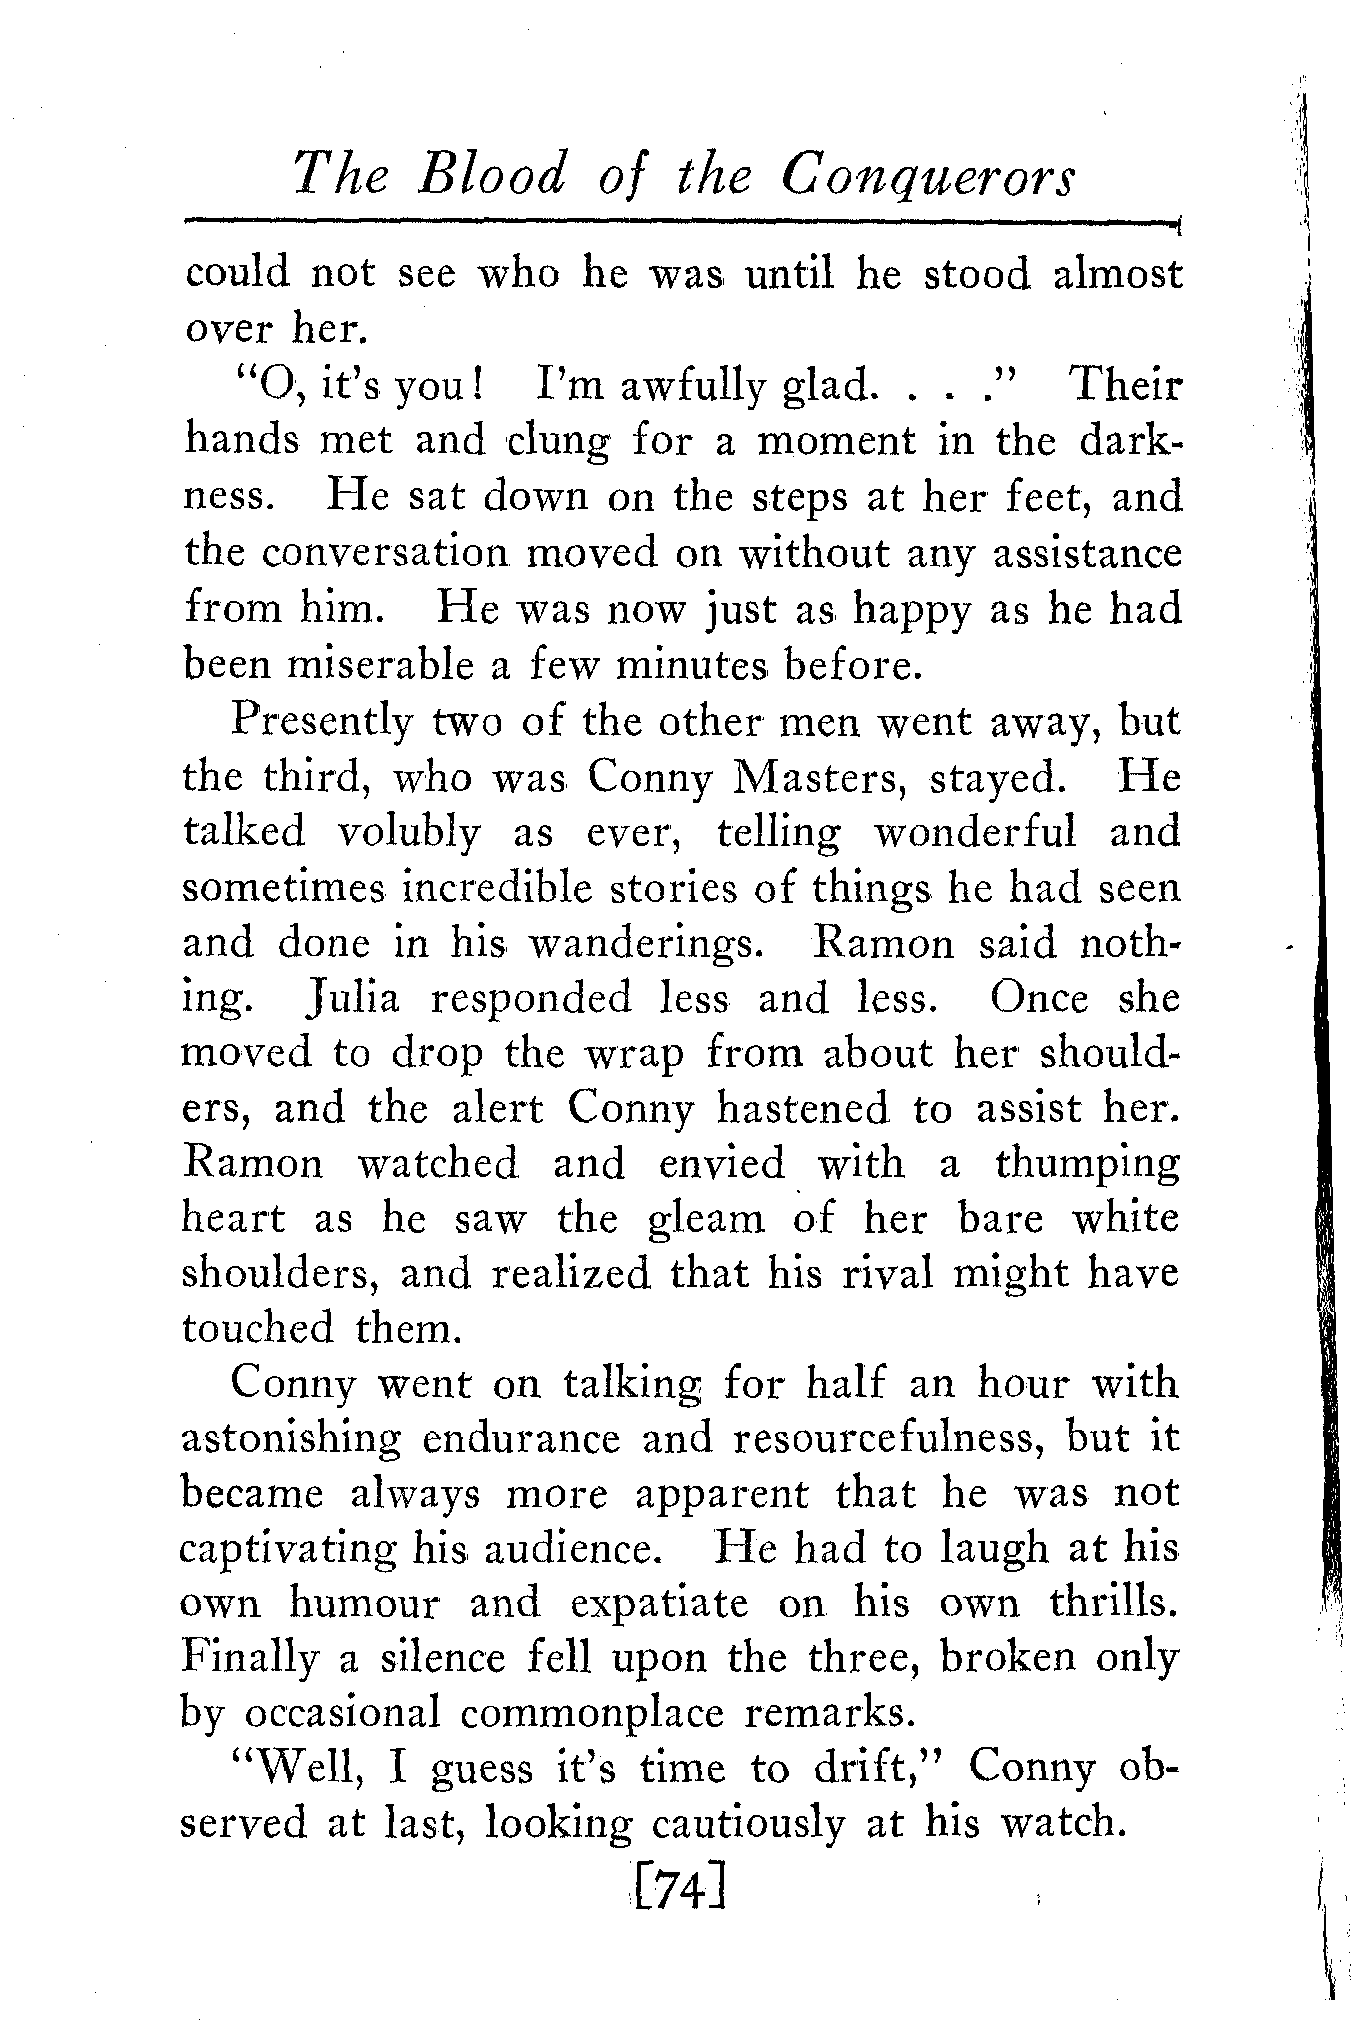 The Blood of the Conquerors
could not see who he was until he stood almost
over her.
"O, it's you! I'm awfully glad. . . ." Their
hands met and clung for a moment in the dark-
ness. He sat down on the steps at her feet, and
the conversation moved on without any assistance
from him. He was now just as happy as he had
been miserable a few minutes before.
Presently two of the other men went away, but
the third, who was Conny Masters, stayed. He
talked volubly as ever, telling wonderful and
sometimes incredible stories of things he had seen
and done in his wanderings. Ramon said noth-
ing. Julia responded less and less. Once she
moved to drop the wrap from about her should-
ers, and the alert Conny hastened to assist her.
Ramon watched and envied with a thumping
heart as he saw the gleam of her bare white
shoulders, and realized that his rival might have
touched them.
Conny went on talking for half an hour with
astonishing endurance and resourcefulness, but it
became always more apparent that he was not
captivating his audience. He had to laugh at his
own humour and expatiate on his own thrills.
Finally a silence fell upon the three, broken only
by occasional commonplace remarks.
"Well, I guess it's time to drift," Conny ob-
served at last, looking cautiously at his watch.
[74]